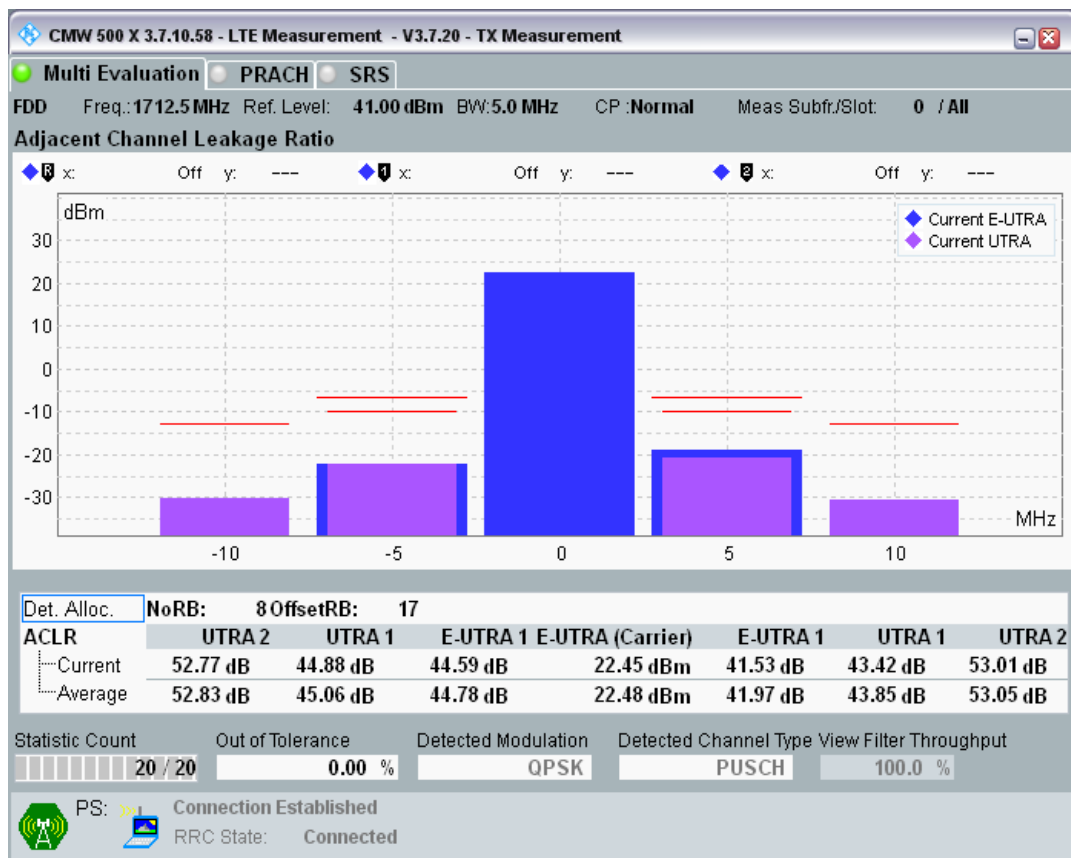 CMW 500 X 3.7.10.58 - LTE Measurement - V3.7.20 - TX Measurement
Multi Evaluation PRACH SRS
FDD Freq.:1712.5 MHz Ref. Level: 41.00 dBm BW:5.0 MHz CP :Normal Meas Subfr./Slot: 0 / All
Adjacent Channel Leakage Ratio
R x: Off y: --- 1 x: Off y: --- 2 x: Off y: ---
dBm
Current E-UTRA
Current UTRA
30
20
10
0
-10
-20
-30
MHz
-10 -5 0 5 10
Det. Alloc. NoRB: 8 OffsetRB: 17
ACLR UTRA 2 UTRA 1 E-UTRA 1 E-UTRA (Carrier) E-UTRA 1 UTRA 1 UTRA 2
Current 52.77 dB 44.88 dB 44.59 dB 22.45 dBm 41.53 dB 43.42 dB 53.01 dB
Average 52.83 dB 45.06 dB 44.78 dB 22.48 dBm 41.97 dB 43.85 dB 53.05 dB
Statistic Count Out of Tolerance Detected Modulation Detected Channel Type View Filter Throughput
20 / 20 0.00 % QPSK PUSCH 100.0 %
PS: Connection Established
RRC State: Connected